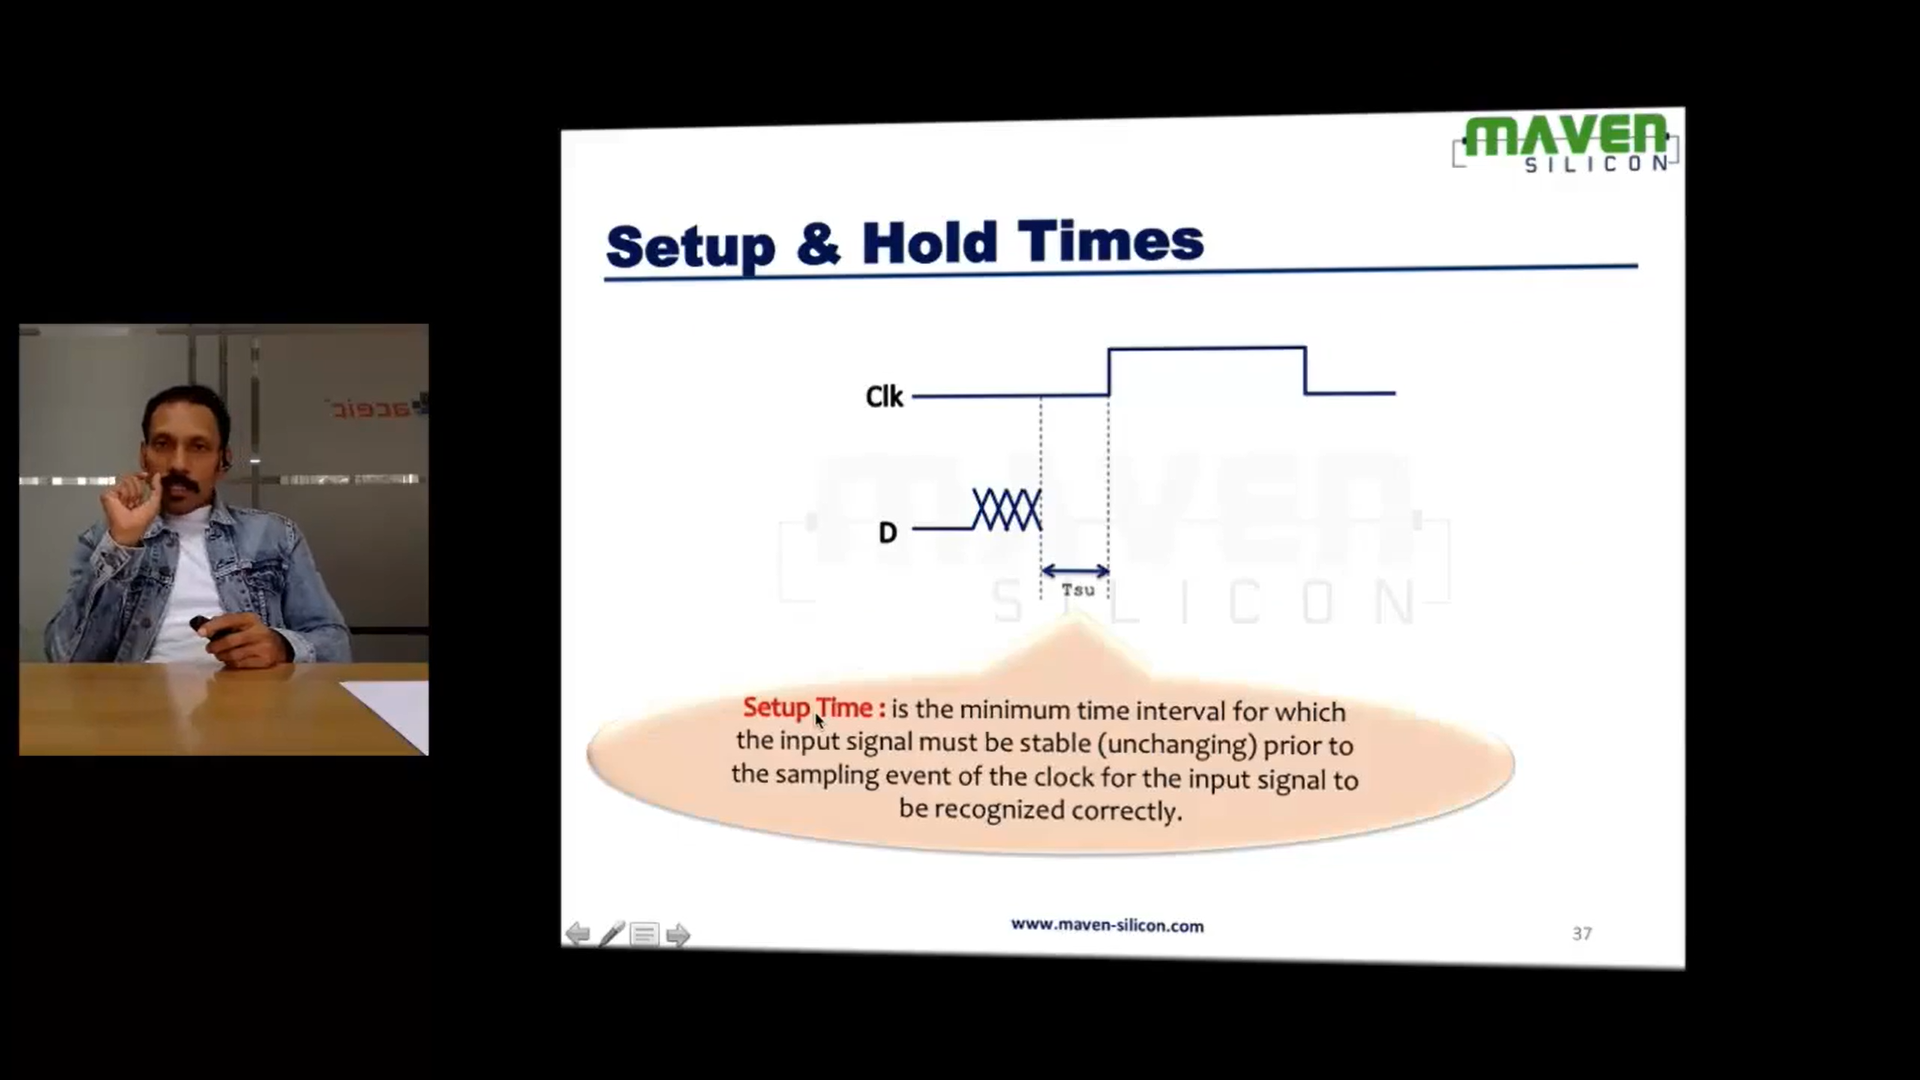 MAVEN
SILICON
Setup & Hold Times
Clk
MAVEN
D
Tsu
SILICON
Setup Time : is the minimum time interval for which
the input signal must be stable (unchanging) prior to
the sampling event of the clock for the input signal to
be recognized correctly.
www.maven-silicon.com
37